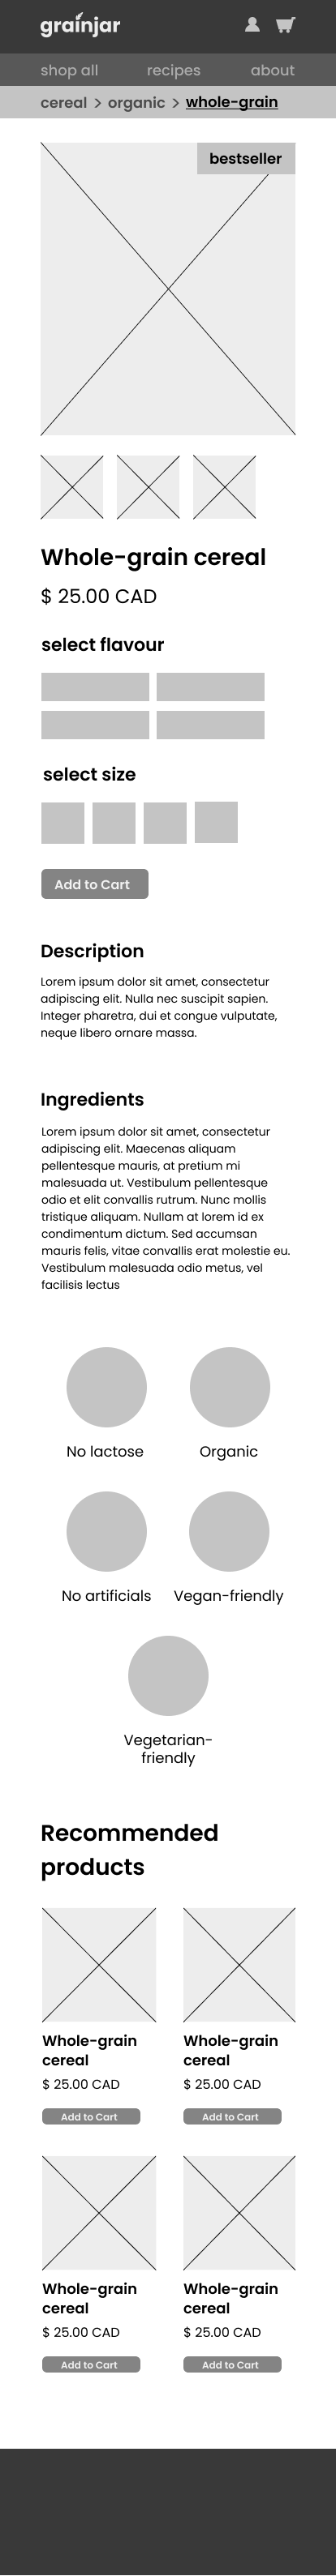 grainjar
shop all recipes about
cereal > organic > whole-grain
bestseller
Whole-grain cereal
$ 25.00 CAD
select flavour
select size
Add to Cart
Description
Lorem ipsum dolor sit amet, consectetur
adipiscing elit. Nulla nec suscipit sapien.
Integer pharetra, dui et congue vulputate,
neque libero ornare massa.
Ingredients
Lorem ipsum dolor sit amet, consectetur
adipiscing elit. Maecenas aliquam
pellentesque mauris, at pretium mi
malesuada ut. Vestibulum pellentesque
odio et elit convallis rutrum. Nunc mollis
tristique aliquam. Nullam at lorem id ex
condimentum dictum. Sed accumsan
mauris felis, vitae convallis erat molestie eu.
Vestibulum malesuada odio metus, vel
facilisis lectus
No lactose Organic
No artificials Vegan-friendly
Vegetarian-
friendly
Recommended
products
Whole-grain
cereal
$ 25.00 CAD
Add to Cart
Whole-grain
cereal
$ 25.00 CAD
Add to Cart
Whole-grain
cereal
$ 25.00 CAD
Add to Cart
Whole-grain
cereal
$ 25.00 CAD
Add to Cart